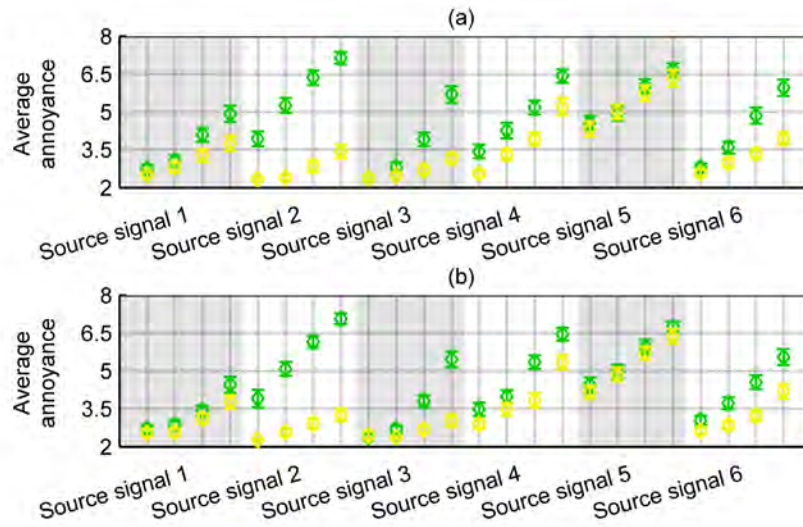 (a)
8
6.5
5
3.5
2
Average
annoyance
Source signal 1
Source signal 2
Source signal 3
Source signal 4
Source signal 5
Source signal 6
(b)
8
6.5
5
3.5
2
Average
annoyance
Source signal 1
Source signal 2
Source signal 3
Source signal 4
Source signal 5
Source signal 6